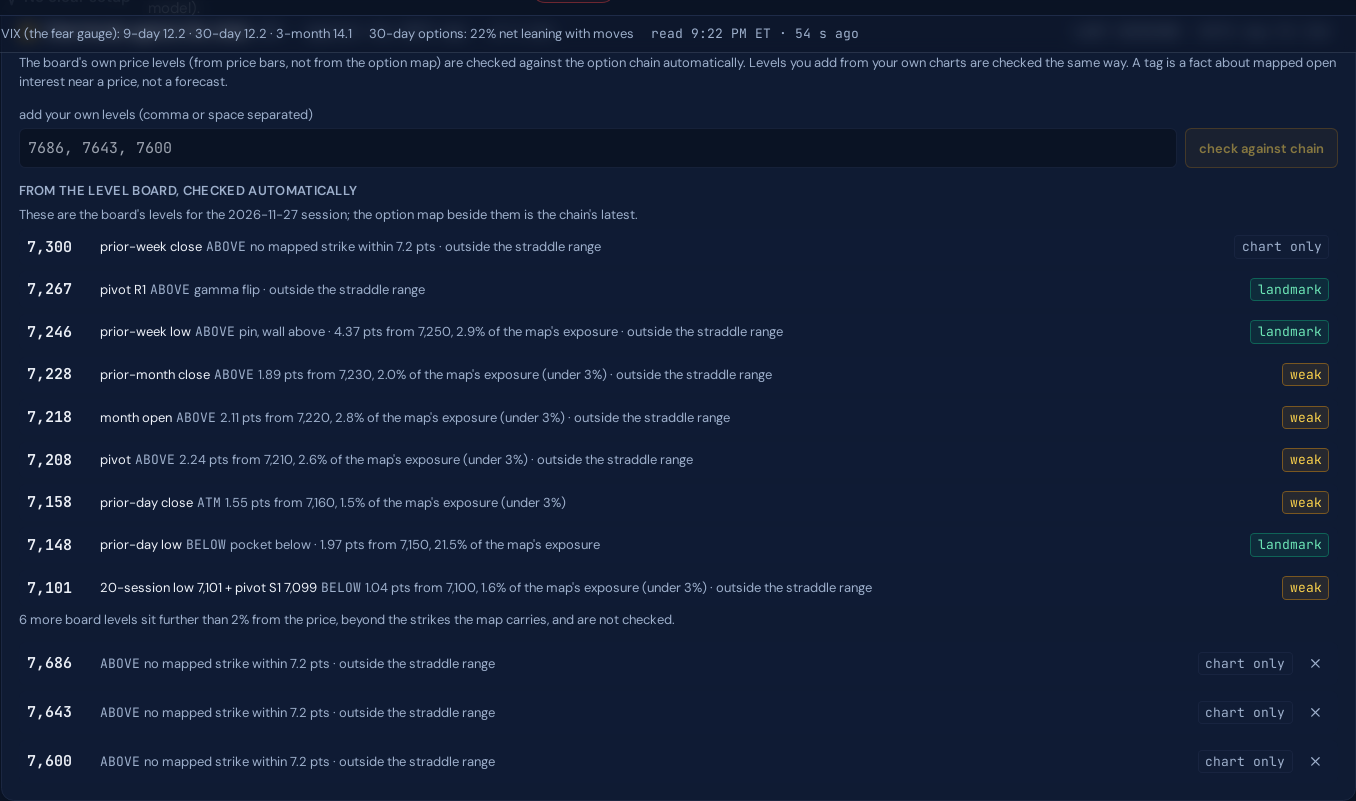 model).
VIX (the fear gauge): 9-day 12.2 · 30-day 12.2 · 3-month 14.1 30-day options: 22% net leaning with moves read 9:22 PM ET · 54 s ago
The board's own price levels (from price bars, not from the option map) are checked against the option chain automatically. Levels you add from your own charts are checked the same way. A tag is a fact about mapped open
interest near a price, not a forecast.
add your own levels (comma or space separated)
7686, 7643, 7600
check against chain
FROM THE LEVEL BOARD, CHECKED AUTOMATICALLY
These are the board's levels for the 2026-11-27 session; the option map beside them is the chain's latest.
7,300 prior-week close ABOVE no mapped strike within 7.2 pts · outside the straddle range chart only
7,267 pivot R1 ABOVE gamma flip · outside the straddle range landmark
7,246 prior-week low ABOVE pin, wall above · 4.37 pts from 7,250, 2.9% of the map's exposure · outside the straddle range landmark
7,228 prior-month close ABOVE 1.89 pts from 7,230, 2.0% of the map's exposure (under 3%) · outside the straddle range weak
7,218 month open ABOVE 2.11 pts from 7,220, 2.8% of the map's exposure (under 3%) · outside the straddle range weak
7,208 pivot ABOVE 2.24 pts from 7,210, 2.6% of the map's exposure (under 3%) · outside the straddle range weak
7,158 prior-day close ATM 1.55 pts from 7,160, 1.5% of the map's exposure (under 3%) weak
7,148 prior-day low BELOW pocket below · 1.97 pts from 7,150, 21.5% of the map's exposure landmark
7,101 20-session low 7,101 + pivot S1 7,099 BELOW 1.04 pts from 7,100, 1.6% of the map's exposure (under 3%) · outside the straddle range weak
6 more board levels sit further than 2% from the price, beyond the strikes the map carries, and are not checked.
7,686 ABOVE no mapped strike within 7.2 pts · outside the straddle range chart only ×
7,643 ABOVE no mapped strike within 7.2 pts · outside the straddle range chart only ×
7,600 ABOVE no mapped strike within 7.2 pts · outside the straddle range chart only ×